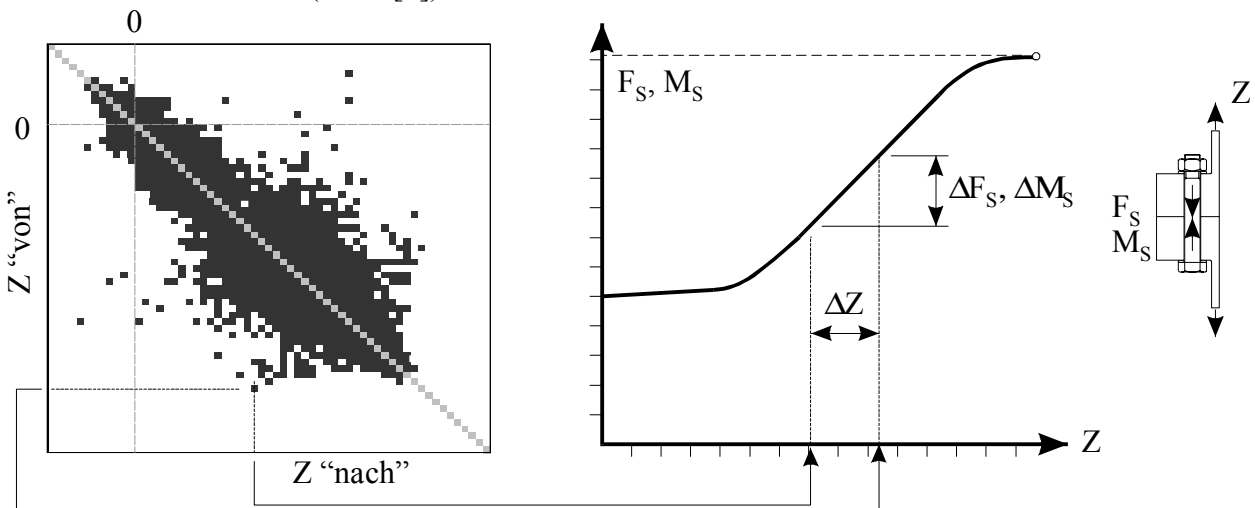 0
0
Z “von”
Z “nach”
F_S, M_S
ΔF_S, ΔM_S
ΔZ
Z
Z
F_S
M_S